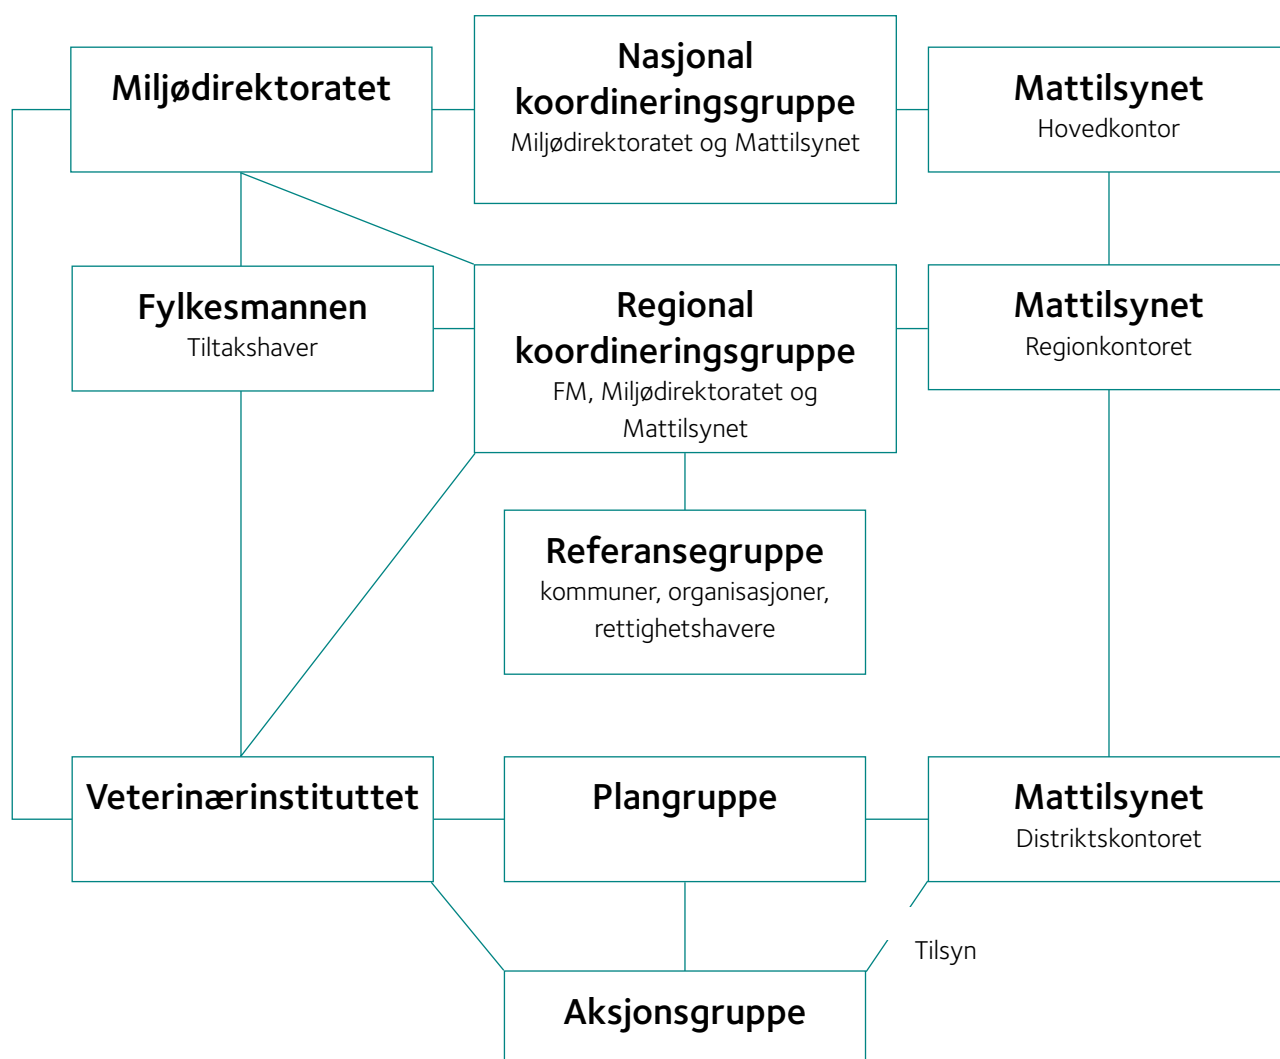 Miljødirektoratet
Nasjonal
koordineringsgruppe
Miljødirektoratet og Mattilsynet
Mattilsynet
Hovedkontor
Fylkesmannen
Tiltakshaver
Regional
koordineringsgruppe
FM, Miljødirektoratet og
Mattilsynet
Mattilsynet
Regionkontoret
Referansegruppe
kommuner, organisasjoner,
rettighetshavere
Veterinærinstituttet
Plangruppe
Mattilsynet
Distriktskontoret
Tilsyn
Aksjonsgruppe